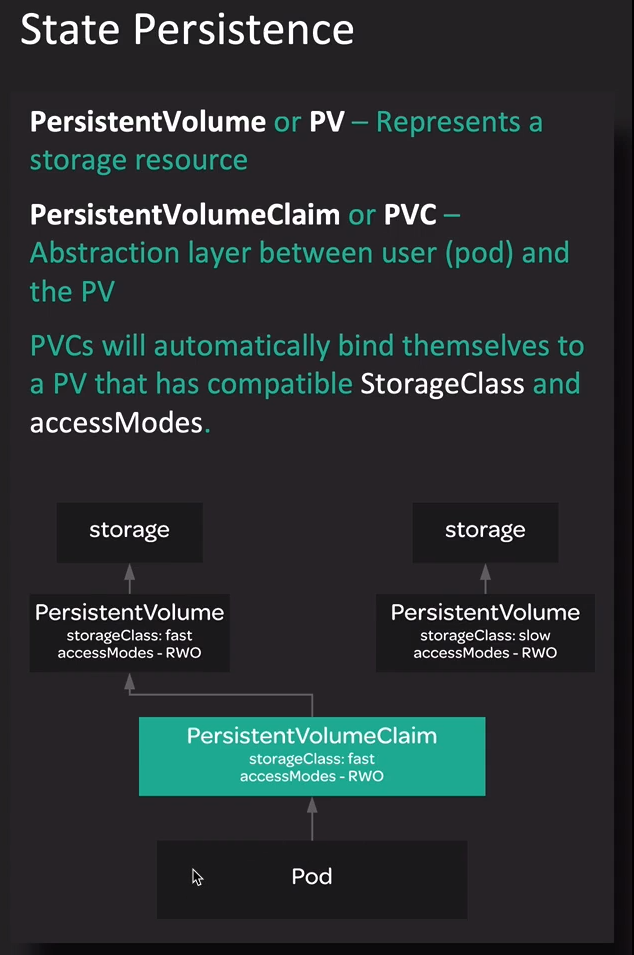 State Persistence
PersistentVolume or PV – Represents a
storage resource
PersistentVolumeClaim or PVC –
Abstraction layer between user (pod) and
the PV
PVCs will automatically bind themselves to
a PV that has compatible StorageClass and
accessModes.
storage
storage
PersistentVolume
storageClass: fast
accessModes - RWO
PersistentVolume
storageClass: slow
accessModes - RWO
PersistentVolumeClaim
storageClass: fast
accessModes - RWO
Pod